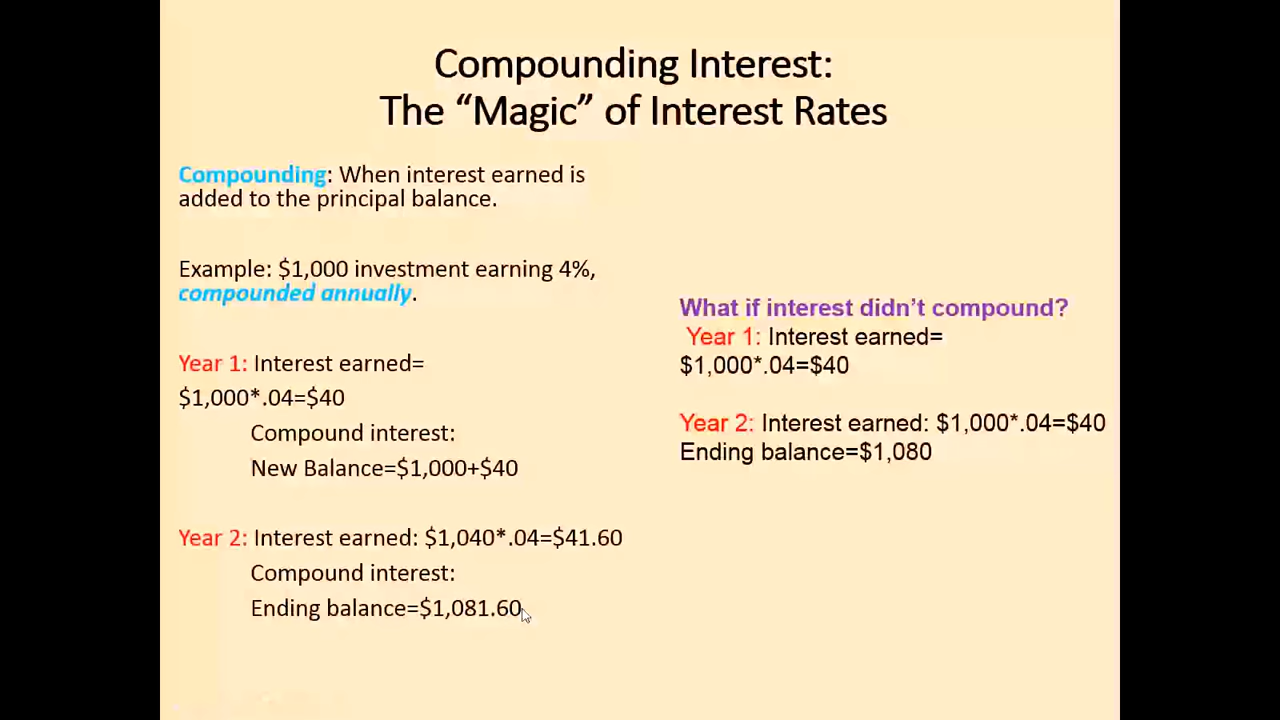 Compounding Interest:
The “Magic” of Interest Rates
Compounding: When interest earned is
added to the principal balance.
Example: $1,000 investment earning 4%,
compounded annually.
Year 1: Interest earned=
$1,000*.04=$40
Compound interest:
New Balance=$1,000+$40
Year 2: Interest earned: $1,040*.04=$41.60
Compound interest:
Ending balance=$1,081.60
What if interest didn’t compound?
Year 1: Interest earned=
$1,000*.04=$40
Year 2: Interest earned: $1,000*.04=$40
Ending balance=$1,080